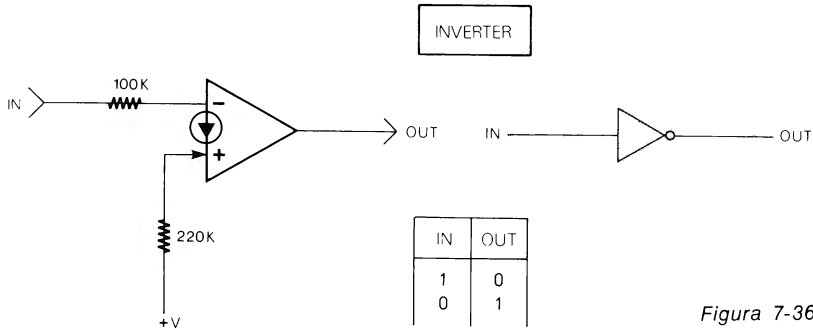 INVERTER
100K
IN
−
+
OUT
220K
+V
IN
OUT
IN OUT
1 0
0 1
Figura 7-36